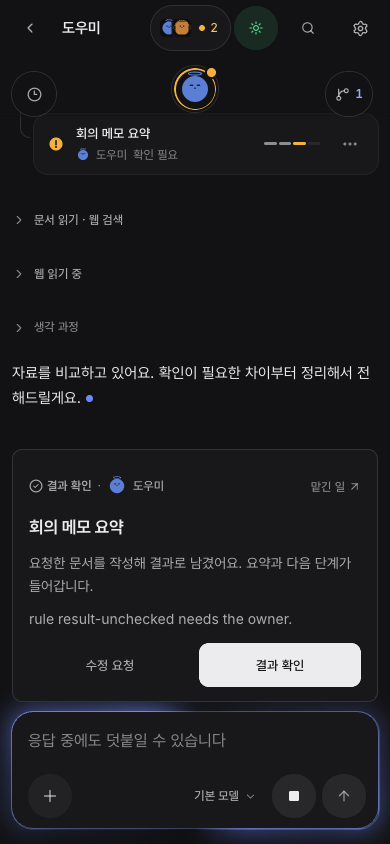 도우미
2
1
회의 메모 요약
도우미 확인 필요
문서 읽기 · 웹 검색
웹 읽기 중
생각 과정
자료를 비교하고 있어요. 확인이 필요한 차이부터 정리해서 전
해드릴게요.
결과 확인 · 도우미
맡긴 일
회의 메모 요약
요청한 문서를 작성해 결과로 남겼어요. 요약과 다음 단계가
들어갑니다.
rule result-unchecked needs the owner.
수정 요청
결과 확인
응답 중에도 덧붙일 수 있습니다
기본 모델